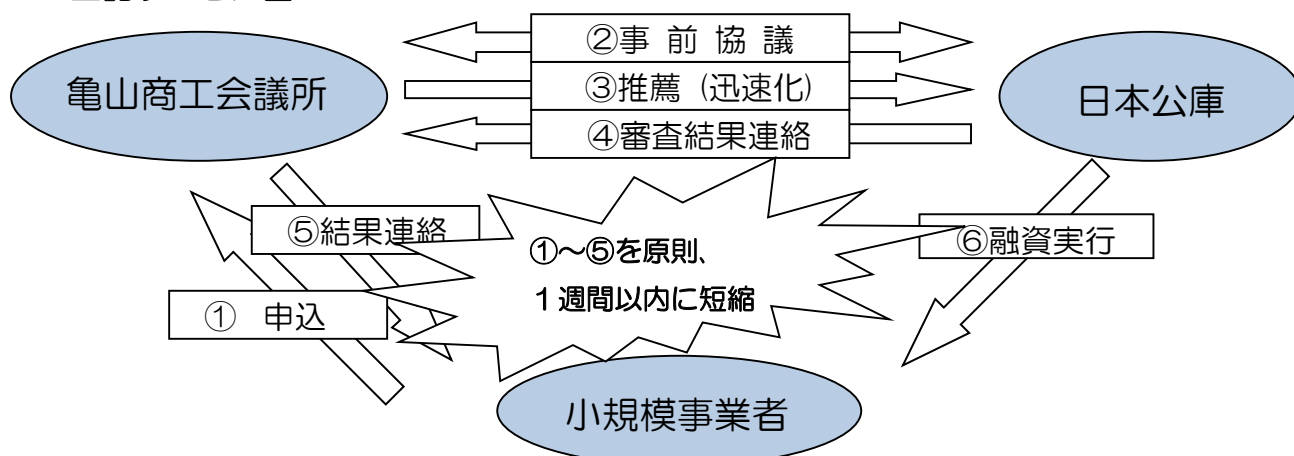 ②事 前 協 議
亀山商工会議所
③推薦（迅速化）
日本公庫
④審査結果連絡
⑤結果連絡
①～⑤を原則、
１週間以内に短縮
⑥融資実行
①　申込
小規模事業者